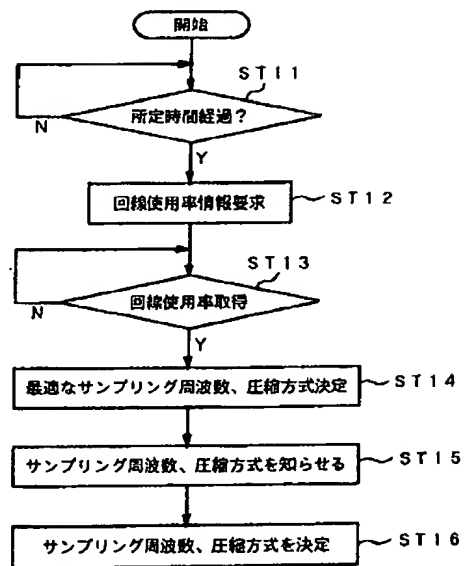 開始
ST11
所定時間経過?
N
Y
回線使用率情報要求
ST12
ST13
回線使用率取得
N
Y
最適なサンプリング周波数、圧縮方式決定
ST14
サンプリング周波数、圧縮方式を知らせる
ST15
サンプリング周波数、圧縮方式を決定
ST16